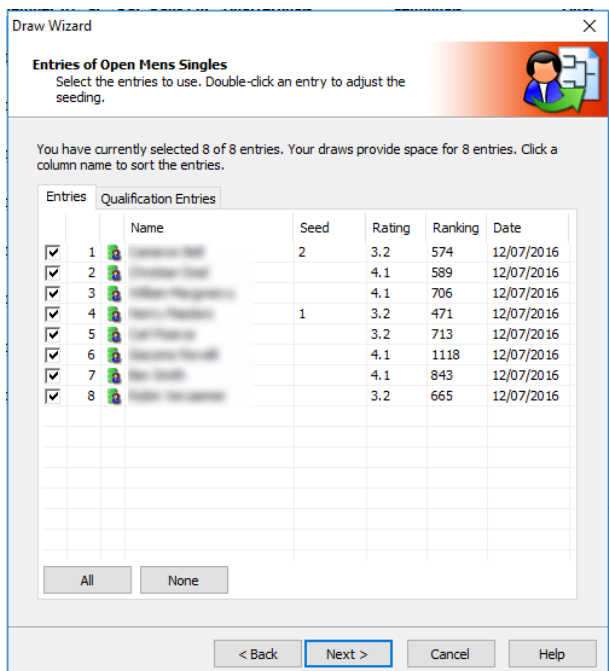 Draw Wizard
Entries of Open Mens Singles
Select the entries to use. Double-click an entry to adjust the
seeding.
You have currently selected 8 of 8 entries. Your draws provide space for 8 entries. Click a
column name to sort the entries.
Entries Qualification Entries
Name Seed Rating Ranking Date
1 2 3.2 574 12/07/2016
2 4.1 589 12/07/2016
3 4.1 706 12/07/2016
4 1 3.2 471 12/07/2016
5 3.2 713 12/07/2016
6 4.1 1118 12/07/2016
7 4.1 843 12/07/2016
8 3.2 665 12/07/2016
All None
< Back Next > Cancel Help